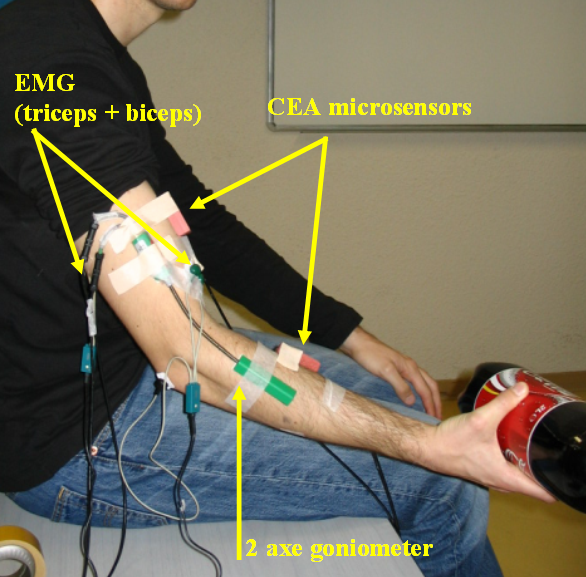 EMG
(triceps + biceps)
CEA microsensors
2 axe goniometer